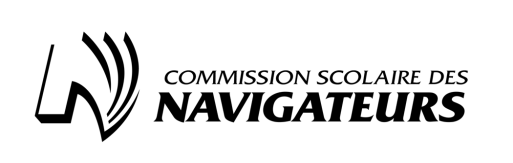 COMMISSION SCOLAIRE DES
NAVIGATEURS